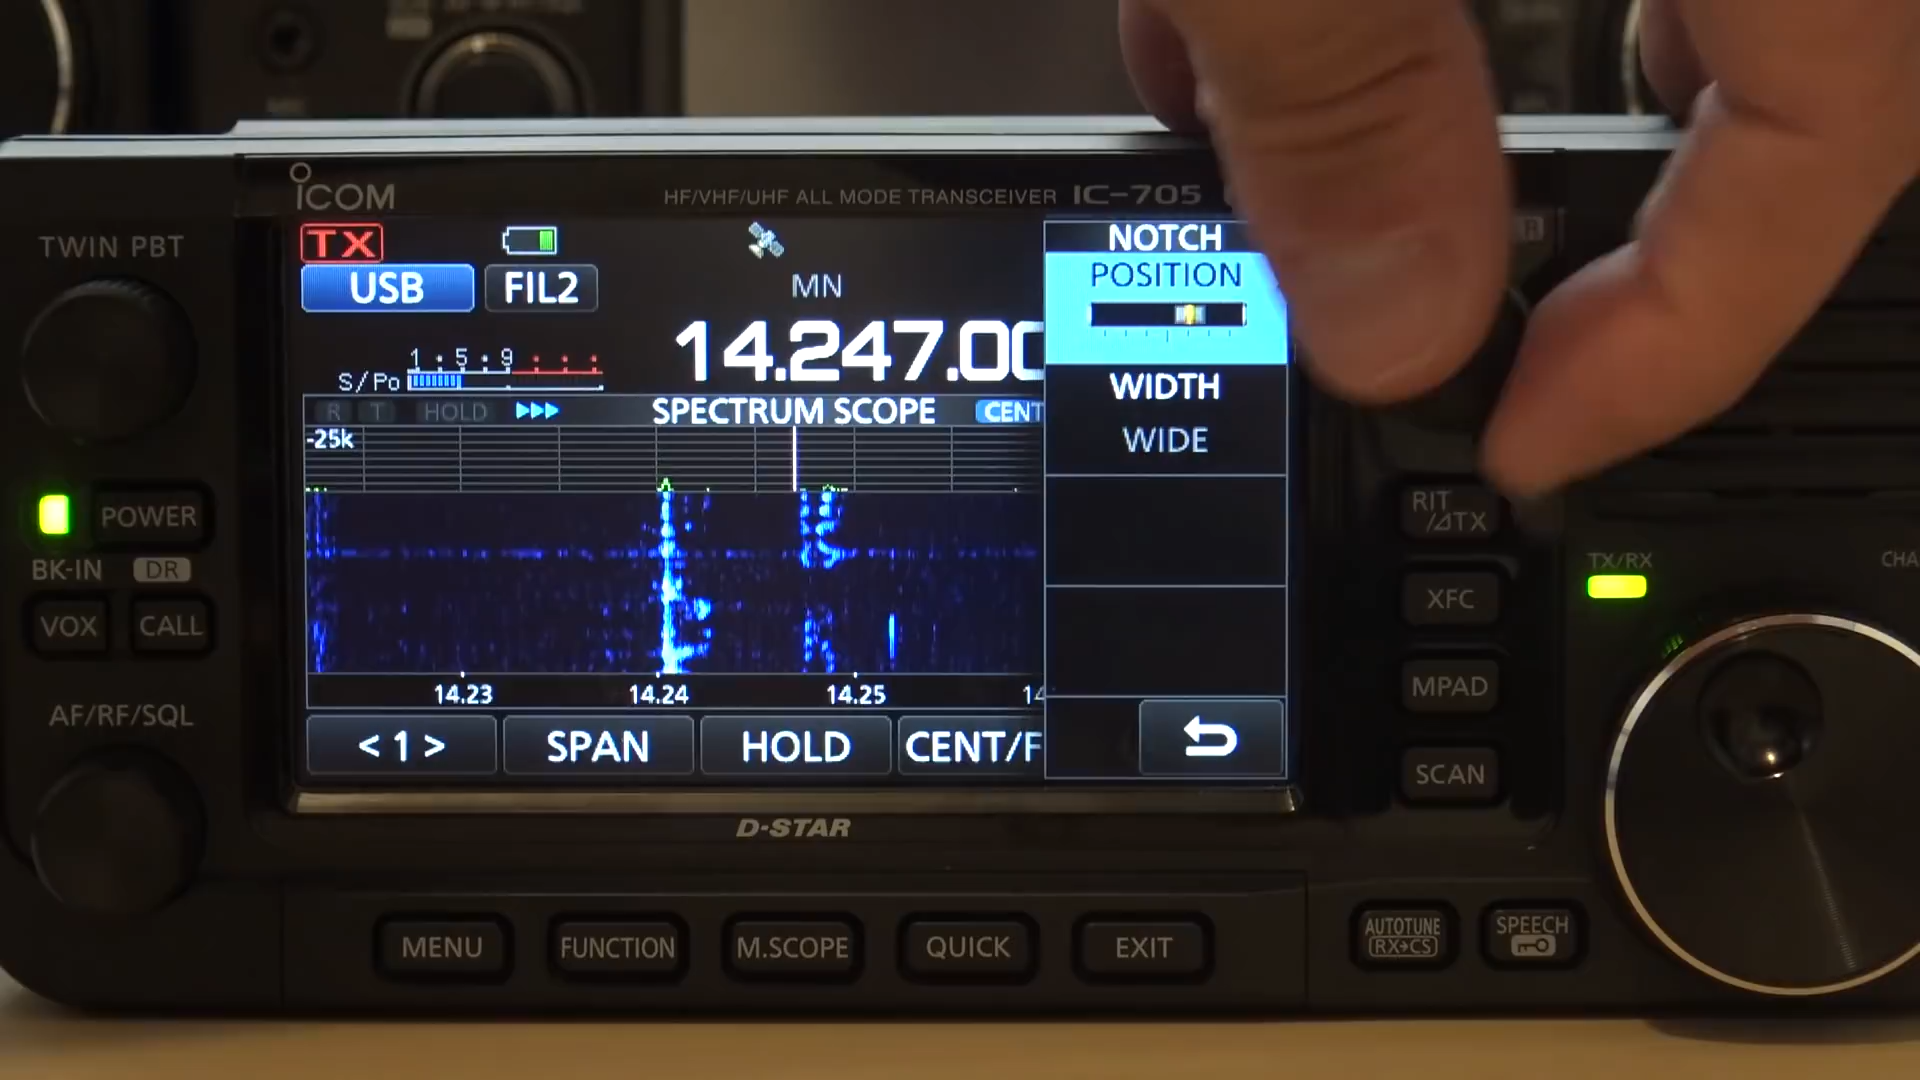 ICOM
HF/VHF/UHF ALL MODE TRANSCEIVER IC-705
TWIN PBT
TX
USB FIL2
MN
14.247.00
1 5 9
S/Po
R T HOLD SPECTRUM SCOPE CENT
-25k
14.23 14.24 14.25
< 1 > SPAN HOLD CENT/F
NOTCH
POSITION
WIDTH
WIDE
POWER
BK-IN DR
VOX CALL
AF/RF/SQL
RIT
/⊿TX
XFC
MPAD
SCAN
TX/RX
CHA
D-STAR
MENU FUNCTION M.SCOPE QUICK EXIT
AUTOTUNE
RX→CS
SPEECH